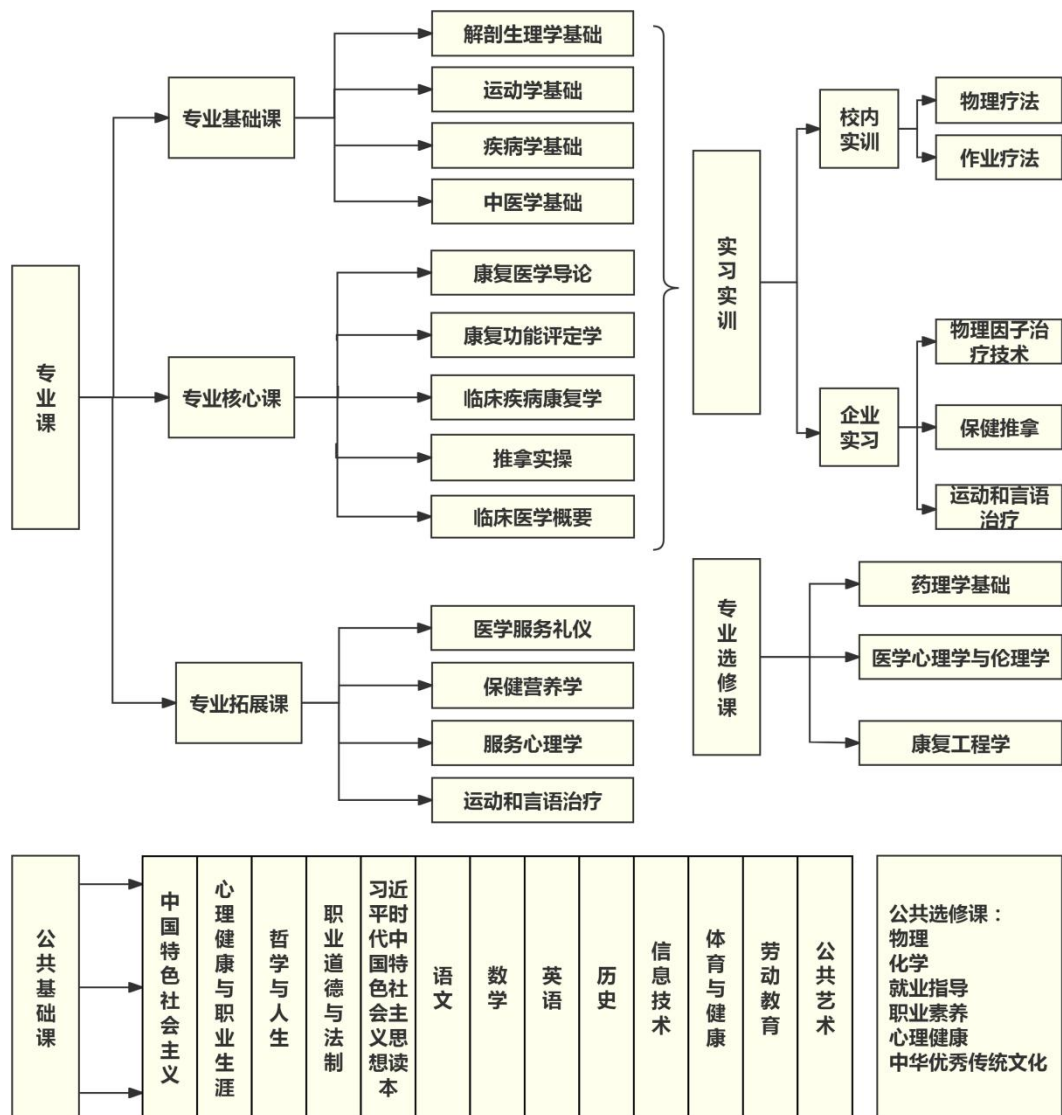 专业课
专业基础课
解剖生理学基础
运动学基础
疾病学基础
中医学基础
专业核心课
康复医学导论
康复功能评定学
临床疾病康复学
推拿实操
临床医学概要
专业拓展课
医学服务礼仪
保健营养学
服务心理学
运动和言语治疗
实习实训
校内
实训
物理疗法
作业疗法
企业
实习
物理因子治
疗技术
保健推拿
运动和言语
治疗
专业选修课
药理学基础
医学心理学与伦理学
康复工程学
公共基础课
中国特色社会主义
心理健康与职业生涯
哲学与人生
职业道德与法制
习近平时代中国特色社会主义思想读本
语文
数学
英语
历史
信息技术
体育与健康
劳动教育
公共艺术
公共选修课：
物理
化学
就业指导
职业素养
心理健康
中华优秀传统文化